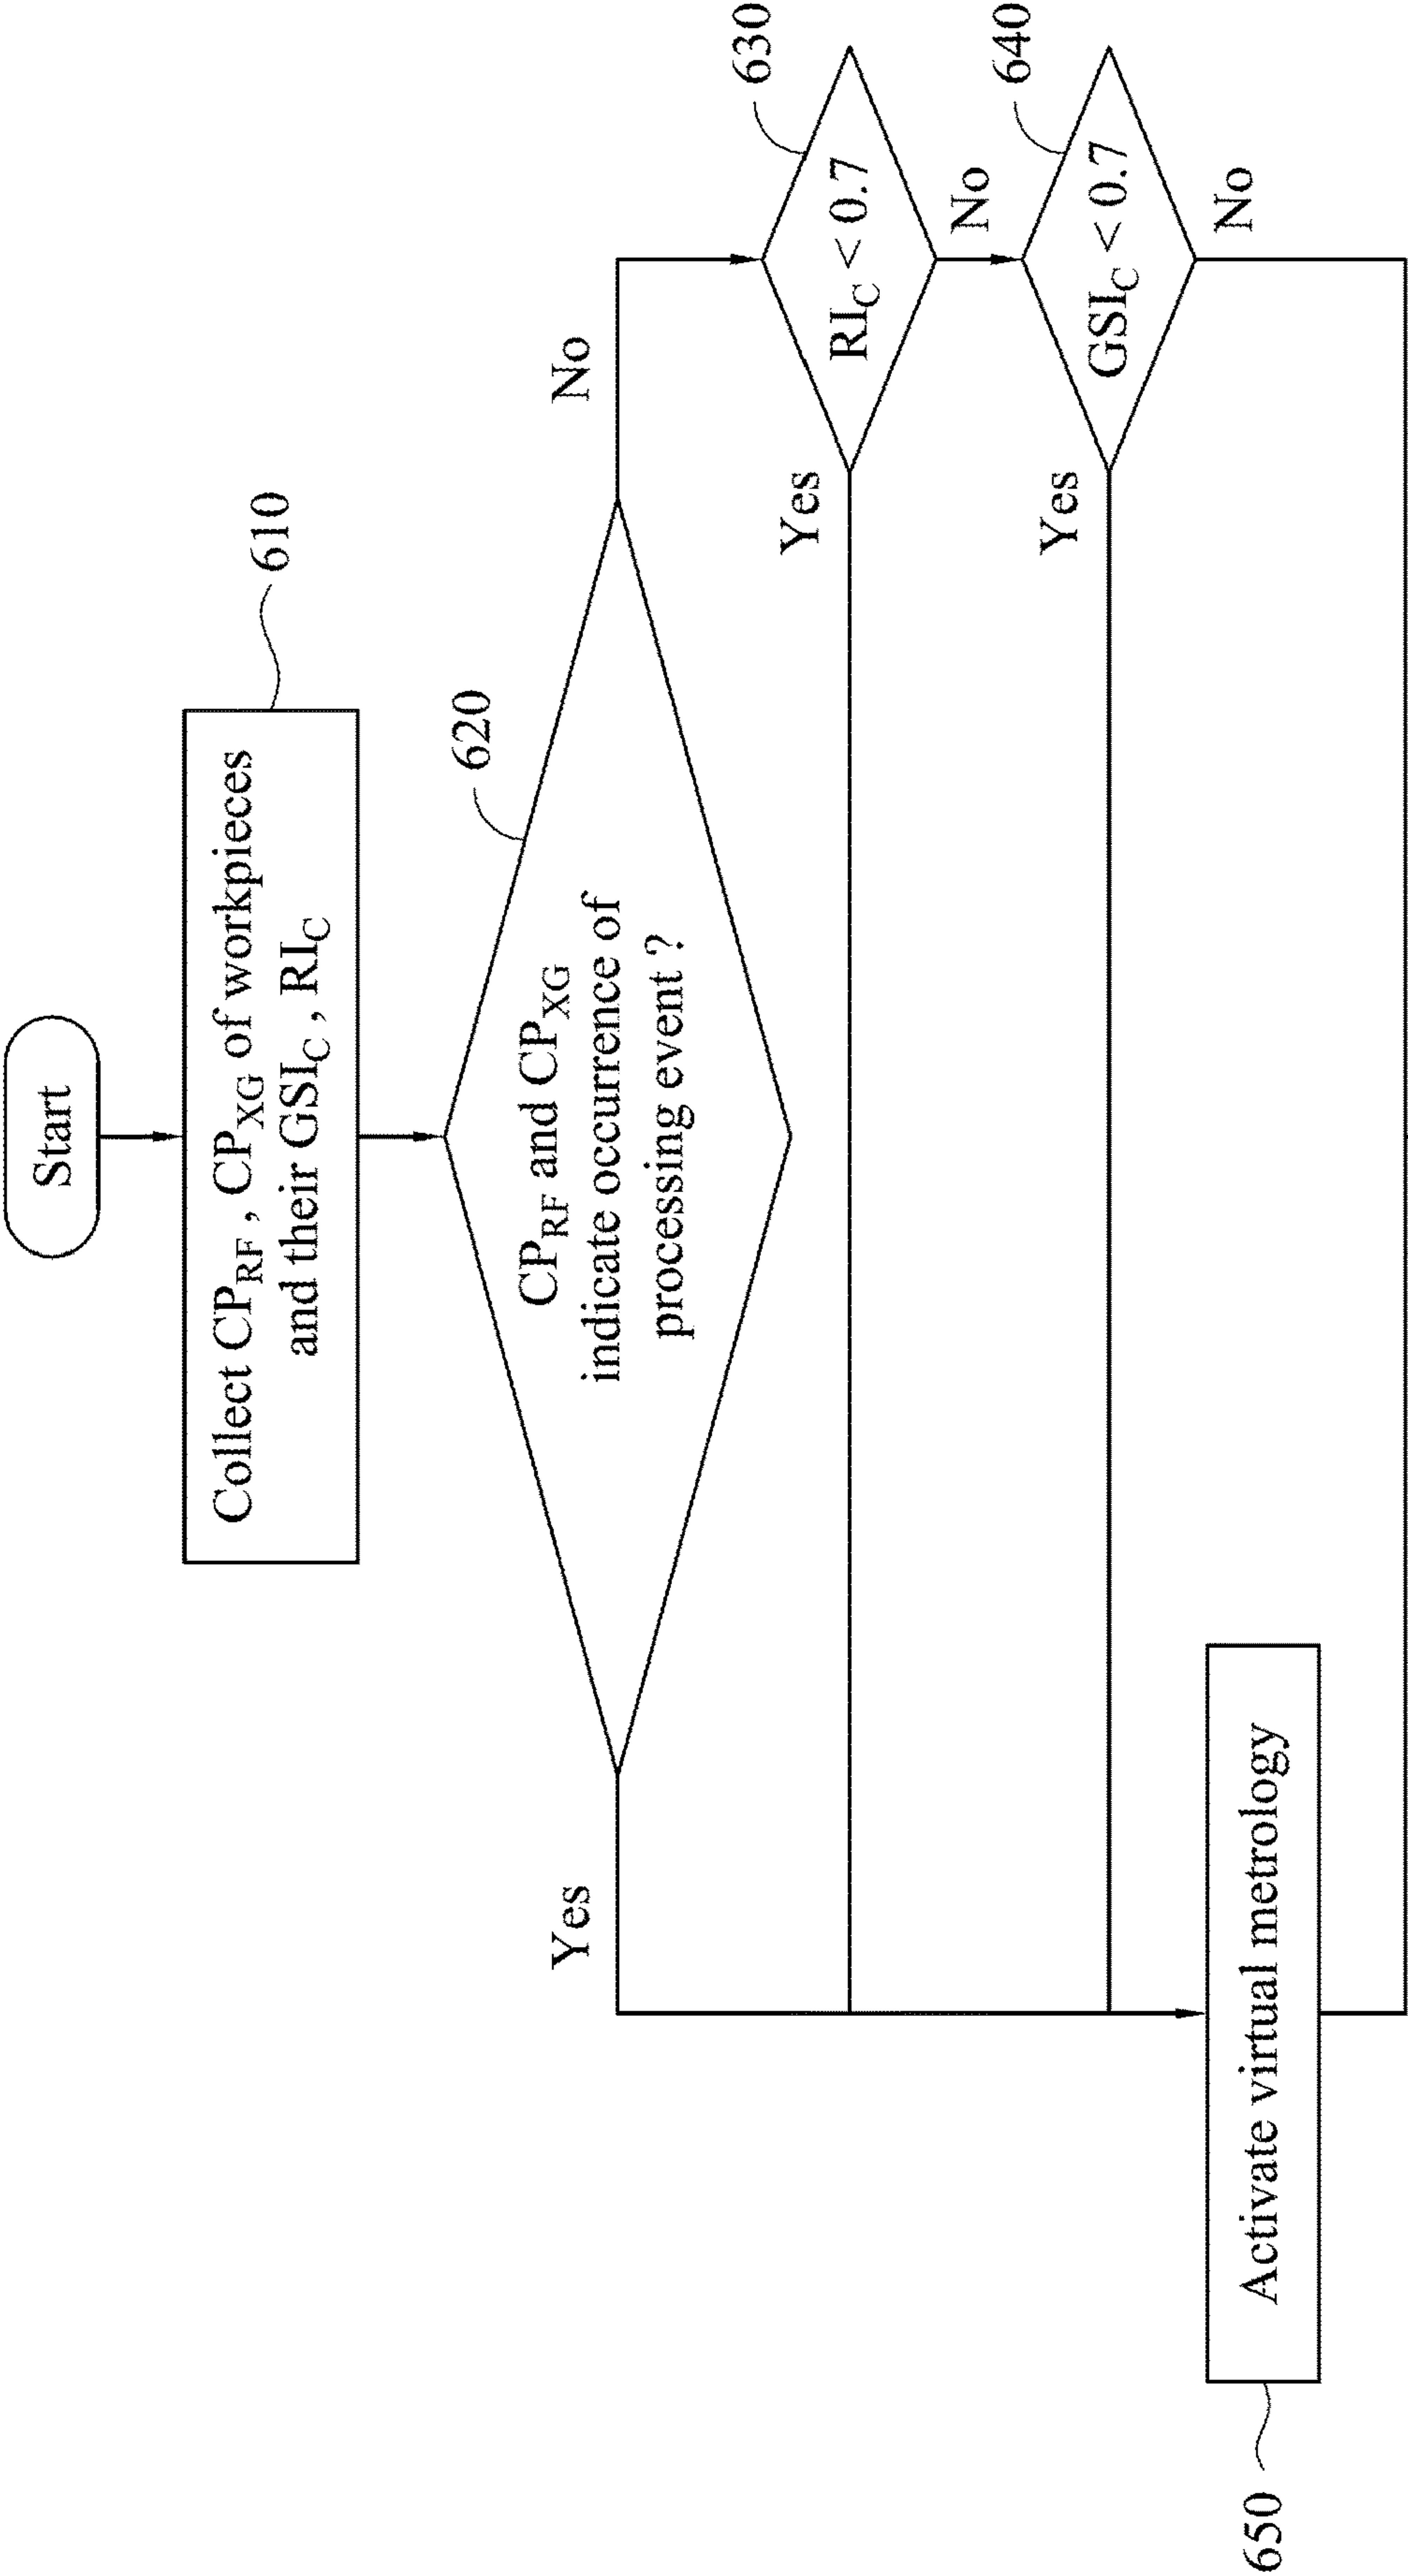 Start
610
Collect CP_RF , CP_XG of workpieces
and their GSI_C , RI_C
620
CP_RF and CP_XG
indicate occurrence of
processing event ?
Yes
No
630
RI_C < 0.7
Yes
No
640
GSI_C < 0.7
Yes
No
Activate virtual metrology
650